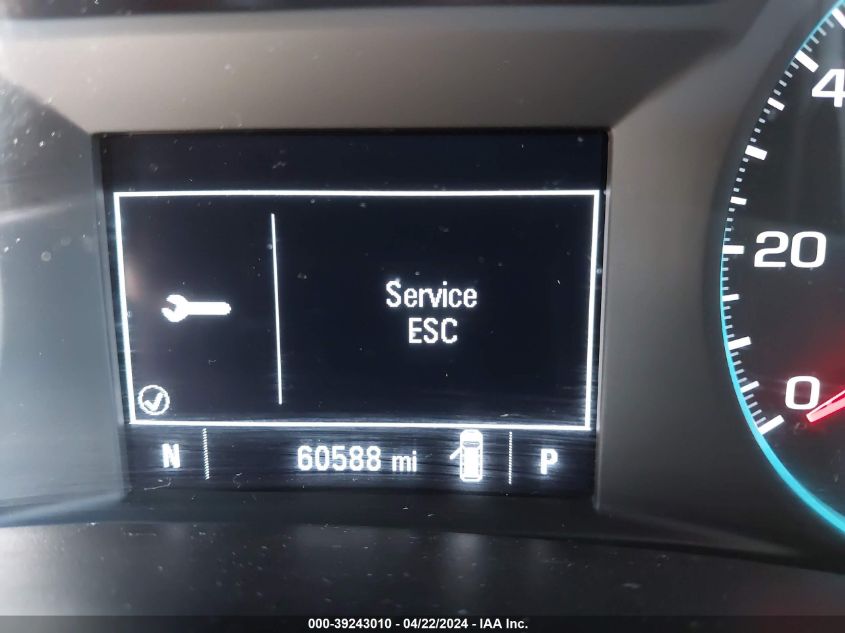 Service
ESC
N 60588 mi P
4
20
0
000-39243010 - 04/22/2024 - IAA Inc.